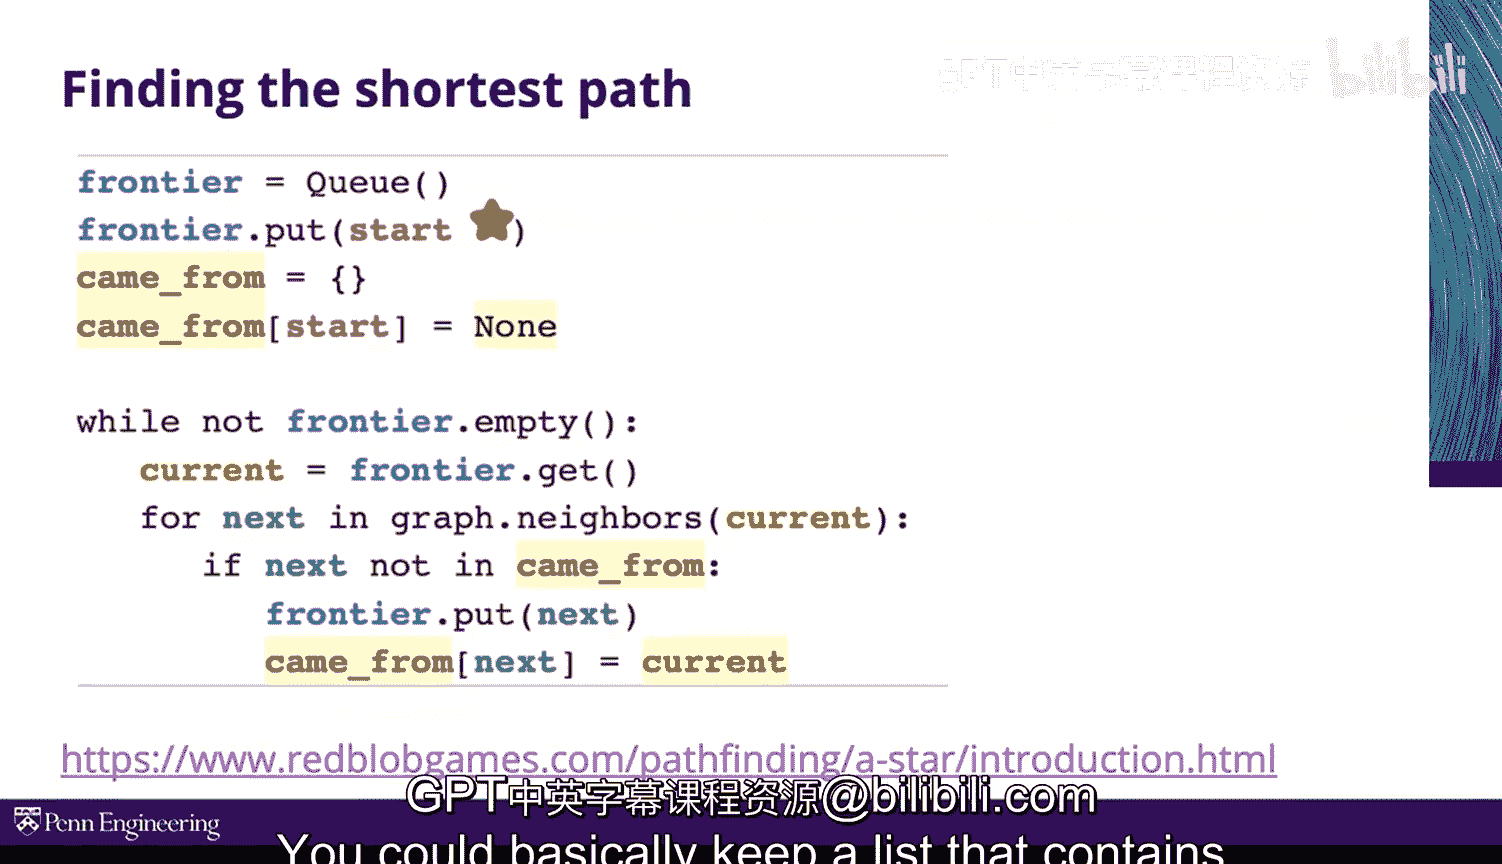 Finding the shortest path
bilibili
frontier = Queue()
frontier.put(start ★)
came_from = {}
came_from[start] = None
while not frontier.empty():
current = frontier.get()
for next in graph.neighbors(current):
if next not in came_from:
frontier.put(next)
came_from[next] = current
https://www.redblobgames.com/pathfinding/a-star/introduction.html
GPT中英字幕课程资源@bilibili.com
Penn Engineering
You could basically keep a list that contains